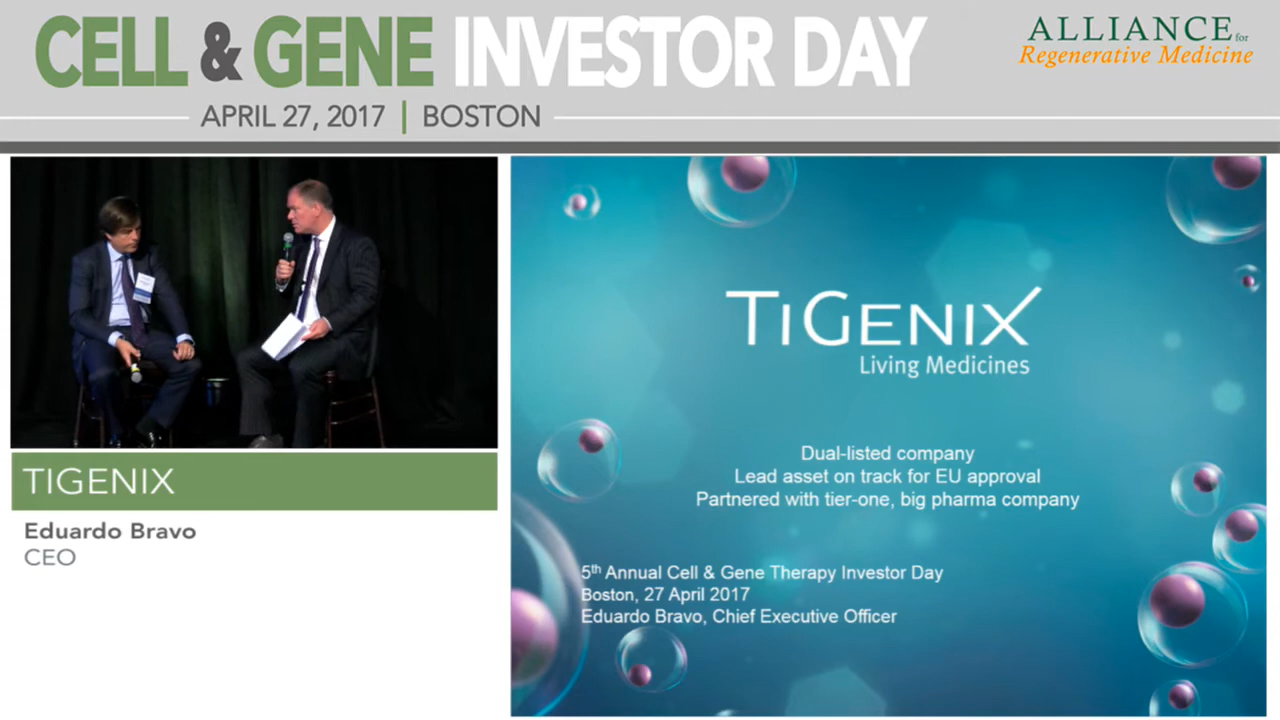 CELL & GENE INVESTOR DAY
APRIL 27, 2017 | BOSTON
ALLIANCE for
Regenerative Medicine
TIGENIX
Eduardo Bravo
CEO
TIGENIX
Living Medicines
Dual-listed company
Lead asset on track for EU approval
Partnered with tier-one, big pharma company
5th Annual Cell & Gene Therapy Investor Day
Boston, 27 April 2017
Eduardo Bravo, Chief Executive Officer